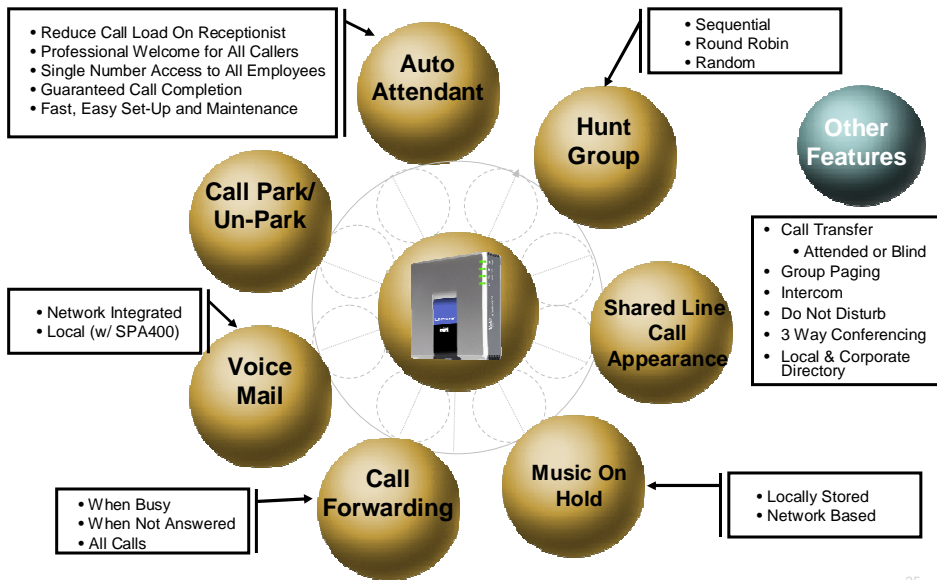 • Reduce Call Load On Receptionist
• Professional Welcome for All Callers
• Single Number Access to All Employees
• Guaranteed Call Completion
• Fast, Easy Set-Up and Maintenance
Auto
Attendant
• Sequential
• Round Robin
• Random
Hunt
Group
Other
Features
• Call Transfer
• Attended or Blind
• Group Paging
• Intercom
• Do Not Disturb
• 3 Way Conferencing
• Local & Corporate
Directory
Call Park/
Un-Park
Shared Line
Call
Appearance
• Network Integrated
• Local (w/ SPA400)
Voice
Mail
Call
Forwarding
• When Busy
• When Not Answered
• All Calls
Music On
Hold
• Locally Stored
• Network Based